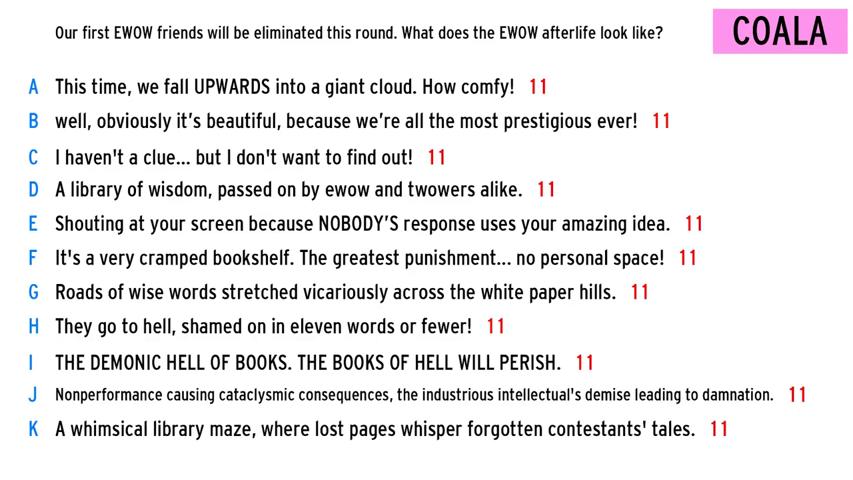 Our first EWOW friends will be eliminated this round. What does the EWOW afterlife look like?
COALA
A This time, we fall UPWARDS into a giant cloud. How comfy! 11
B well, obviously it’s beautiful, because we’re all the most prestigious ever! 11
C I haven't a clue... but I don't want to find out! 11
D A library of wisdom, passed on by ewow and twowers alike. 11
E Shouting at your screen because NOBODY’S response uses your amazing idea. 11
F It's a very cramped bookshelf. The greatest punishment... no personal space! 11
G Roads of wise words stretched vicariously across the white paper hills. 11
H They go to hell, shamed on in eleven words or fewer! 11
I THE DEMONIC HELL OF BOOKS. THE BOOKS OF HELL WILL PERISH. 11
J Nonperformance causing cataclysmic consequences, the industrious intellectual's demise leading to damnation. 11
K A whimsical library maze, where lost pages whisper forgotten contestants' tales. 11